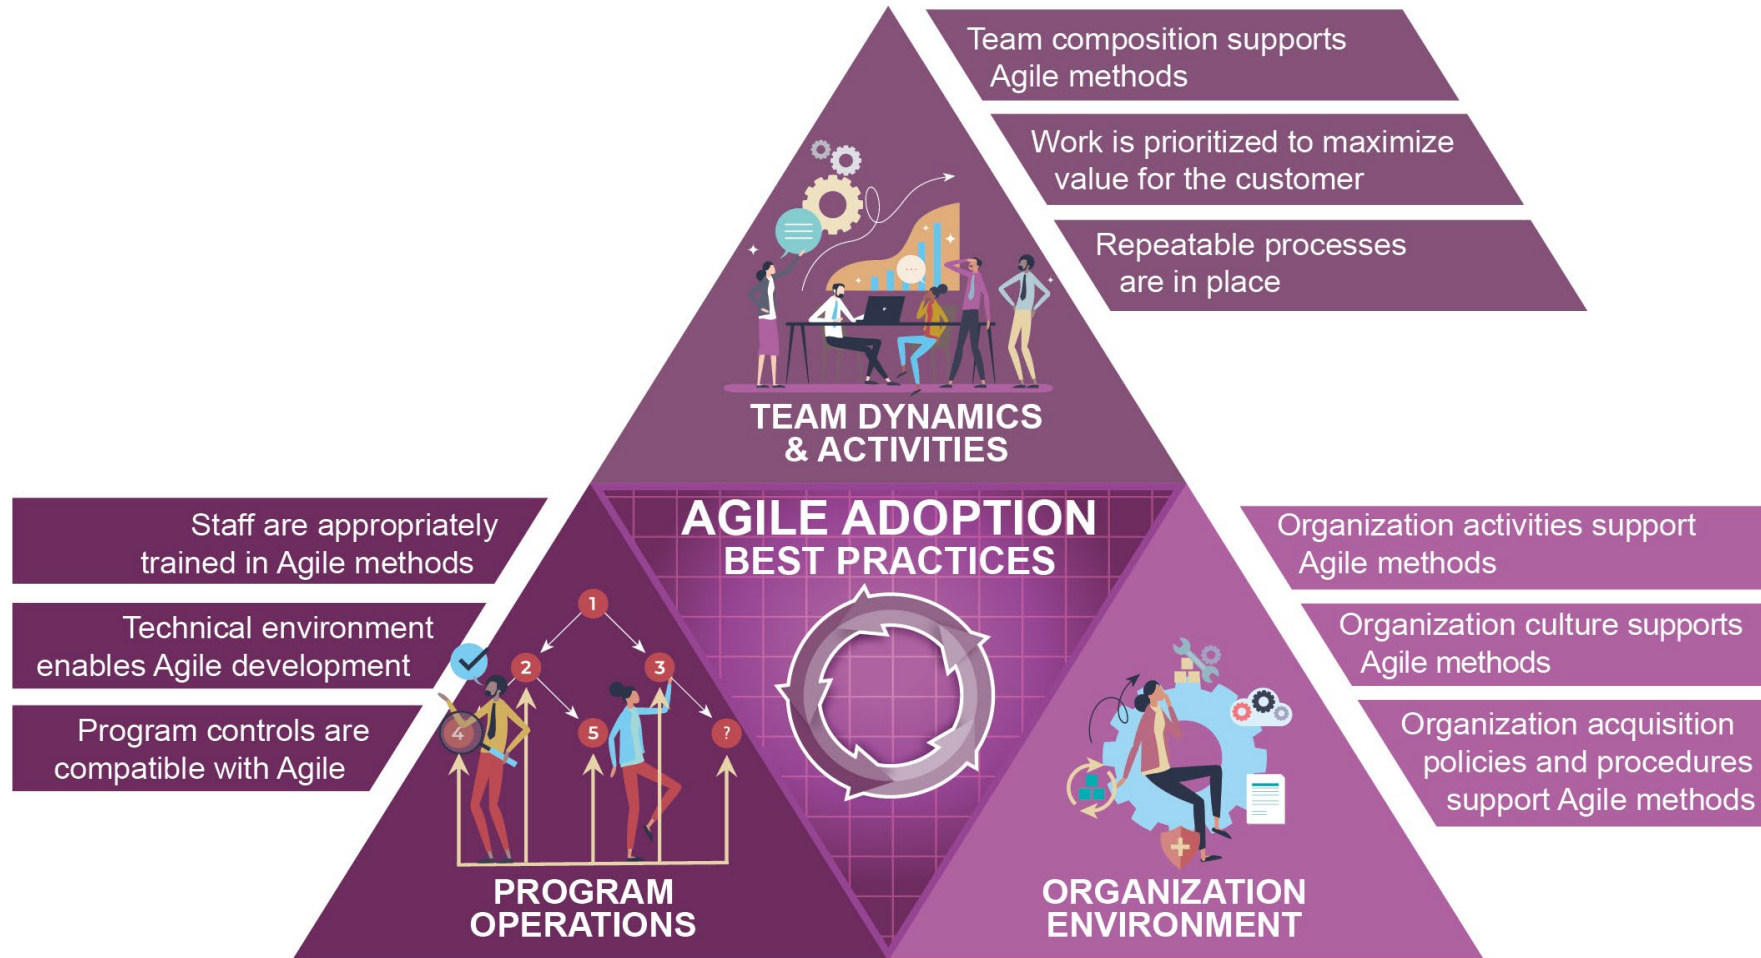 Team composition supports
Agile methods
Work is prioritized to maximize
value for the customer
Repeatable processes
are in place
TEAM DYNAMICS
& ACTIVITIES
AGILE ADOPTION
BEST PRACTICES
Staff are appropriately
trained in Agile methods
Technical environment
enables Agile development
Program controls are
compatible with Agile
1
2
3
4
5
?
PROGRAM
OPERATIONS
Organization activities support
Agile methods
Organization culture supports
Agile methods
Organization acquisition
policies and procedures
support Agile methods
ORGANIZATION
ENVIRONMENT